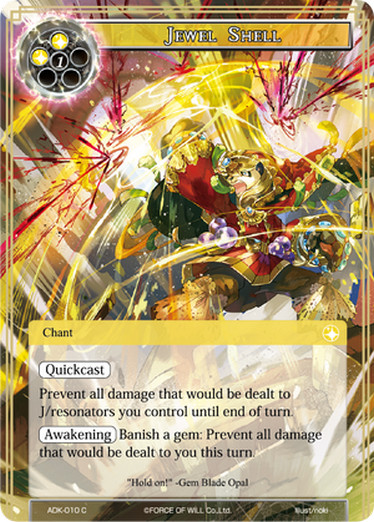 Jewel Shell
1
Chant
Quickcast
Prevent all damage that would be dealt to
J/resonators you control until end of turn.
Awakening Banish a gem: Prevent all damage
that would be dealt to you this turn.
"Hold on!" -Gem Blade Opal
ADK-010 C ©FORCE OF WILL Co.,Ltd. Illust/noki